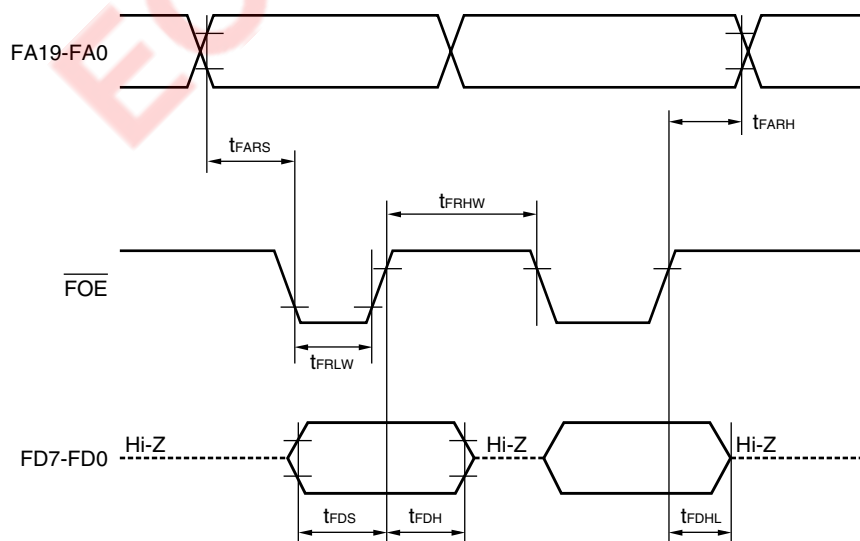 FA19-FA0
tFARS
tFARH
tFRHW
FOE
tFRLW
FD7-FD0
Hi-Z
Hi-Z
Hi-Z
tFDS
tFDH
tFDHL